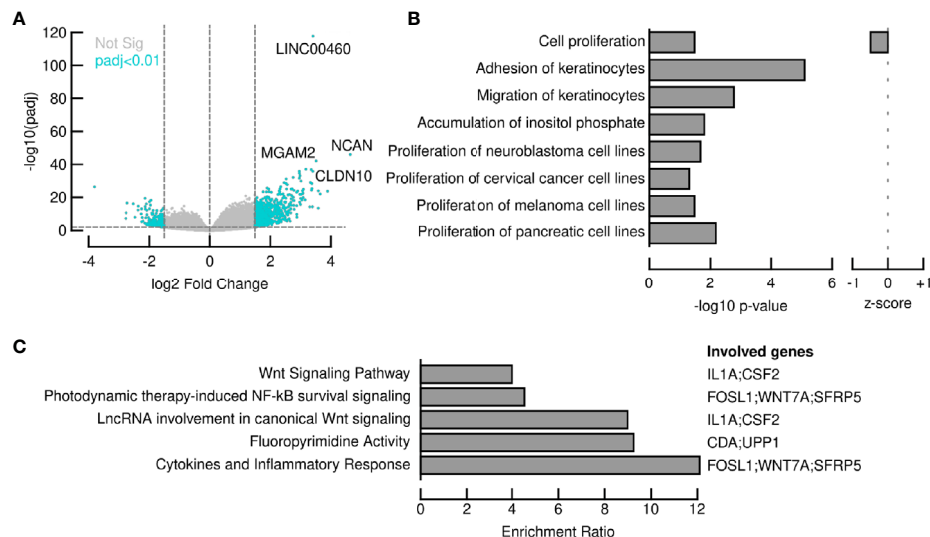 A
B
120
100
80
60
40
20
0
-log10(padj)
Not Sig
padj<0.01
LINC00460
NCAN
MGAM2
CLDN10
-4
-2
0
2
4
log2 Fold Change
Cell proliferation
Adhesion of keratinocytes
Migration of keratinocytes
Accumulation of inositol phosphate
Proliferation of neuroblastoma cell lines
Proliferation of cervical cancer cell lines
Proliferaton of melanoma cell lines
Proliferation of pancreatic cell lines
0
2
4
6
-log10 p-value
-1
0
+1
z-score
C
Involved genes
Wnt Signaling Pathway
IL1A;CSF2
Photodynamic therapy-induced NF-kB survival signaling
FOSL1;WNT7A;SFRP5
LncRNA involvement in canonical Wnt signaling
IL1A;CSF2
Fluoropyrimidine Activity
CDA;UPP1
Cytokines and Inflammatory Response
FOSL1;WNT7A;SFRP5
0
2
4
6
8
10
12
Enrichment Ratio